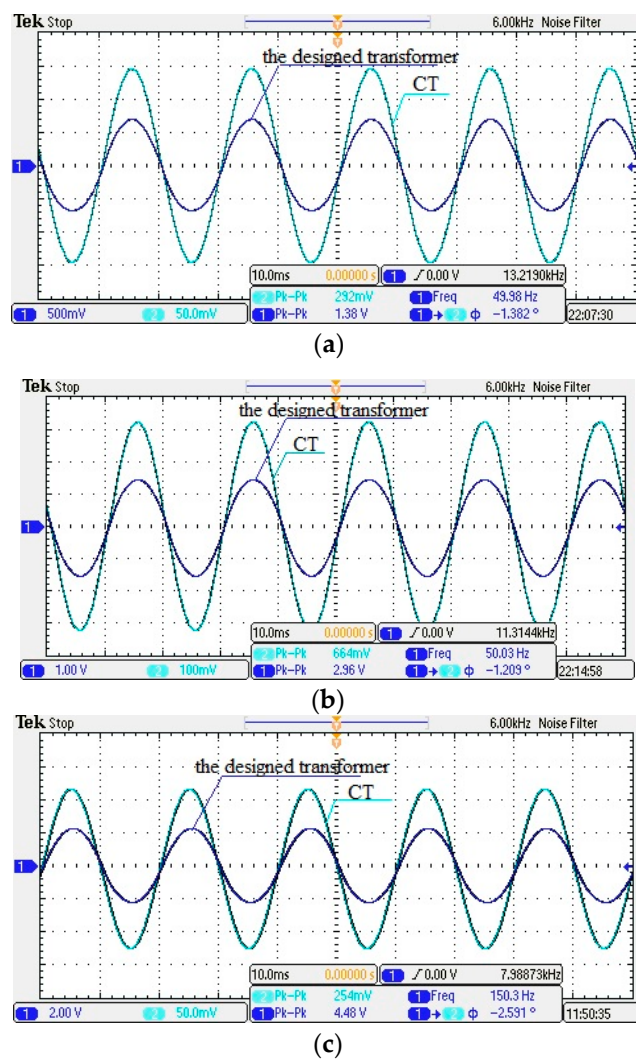 Tek Stop 6.00kHz Noise Filter
the designed transformer
CT
1
10.0ms 0.00000 s 1 ƒ 0.00 V 13.2190kHz
2 Pk-Pk 292mV 1 Freq 49.98 Hz
1 500mV 2 50.0mV 1 Pk-Pk 1.38 V 1 → 2 Φ -1.382 ° 22:07:30
(a)
Tek Stop 6.00kHz Noise Filter
the designed transformer
CT
1
10.0ms 0.00000 s 1 ƒ 0.00 V 11.3144kHz
2 Pk-Pk 664mV 1 Freq 50.03 Hz
1 1.00 V 2 100mV 1 Pk-Pk 2.96 V 1 → 2 Φ -1.209 ° 22:14:58
(b)
Tek Stop 6.00kHz Noise Filter
the designed transformer
CT
1
10.0ms 0.00000 s 1 ƒ 0.00 V 7.98873kHz
2 Pk-Pk 254mV 1 Freq 150.3 Hz
1 2.00 V 2 50.0mV 1 Pk-Pk 4.48 V 1 → 2 Φ -2.591 ° 11:50:35
(c)